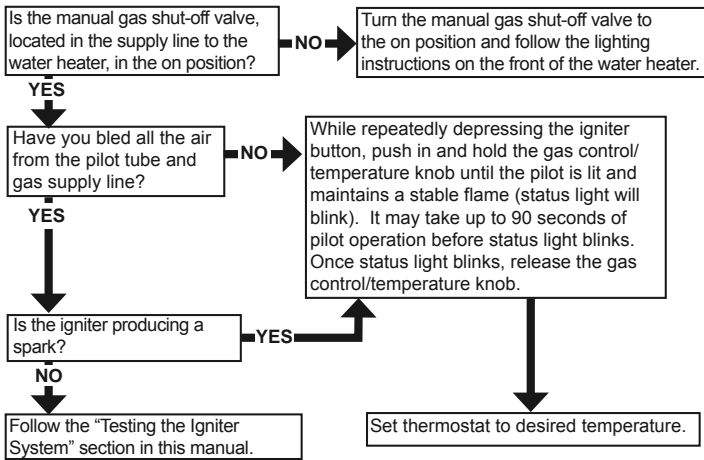 Is the manual gas shut-off valve,
located in the supply line to the
water heater, in the on position?
NO
Turn the manual gas shut-off valve to
the on position and follow the lighting
instructions on the front of the water heater.
YES
Have you bled all the air
from the pilot tube and
gas supply line?
NO
While repeatedly depressing the igniter
button, push in and hold the gas control/
temperature knob until the pilot is lit and
maintains a stable flame (status light will
blink). It may take up to 90 seconds of
pilot operation before status light blinks.
Once status light blinks, release the gas
control/temperature knob.
YES
Is the igniter producing a
spark?
YES
NO
Follow the “Testing the Igniter
System” section in this manual.
Set thermostat to desired temperature.